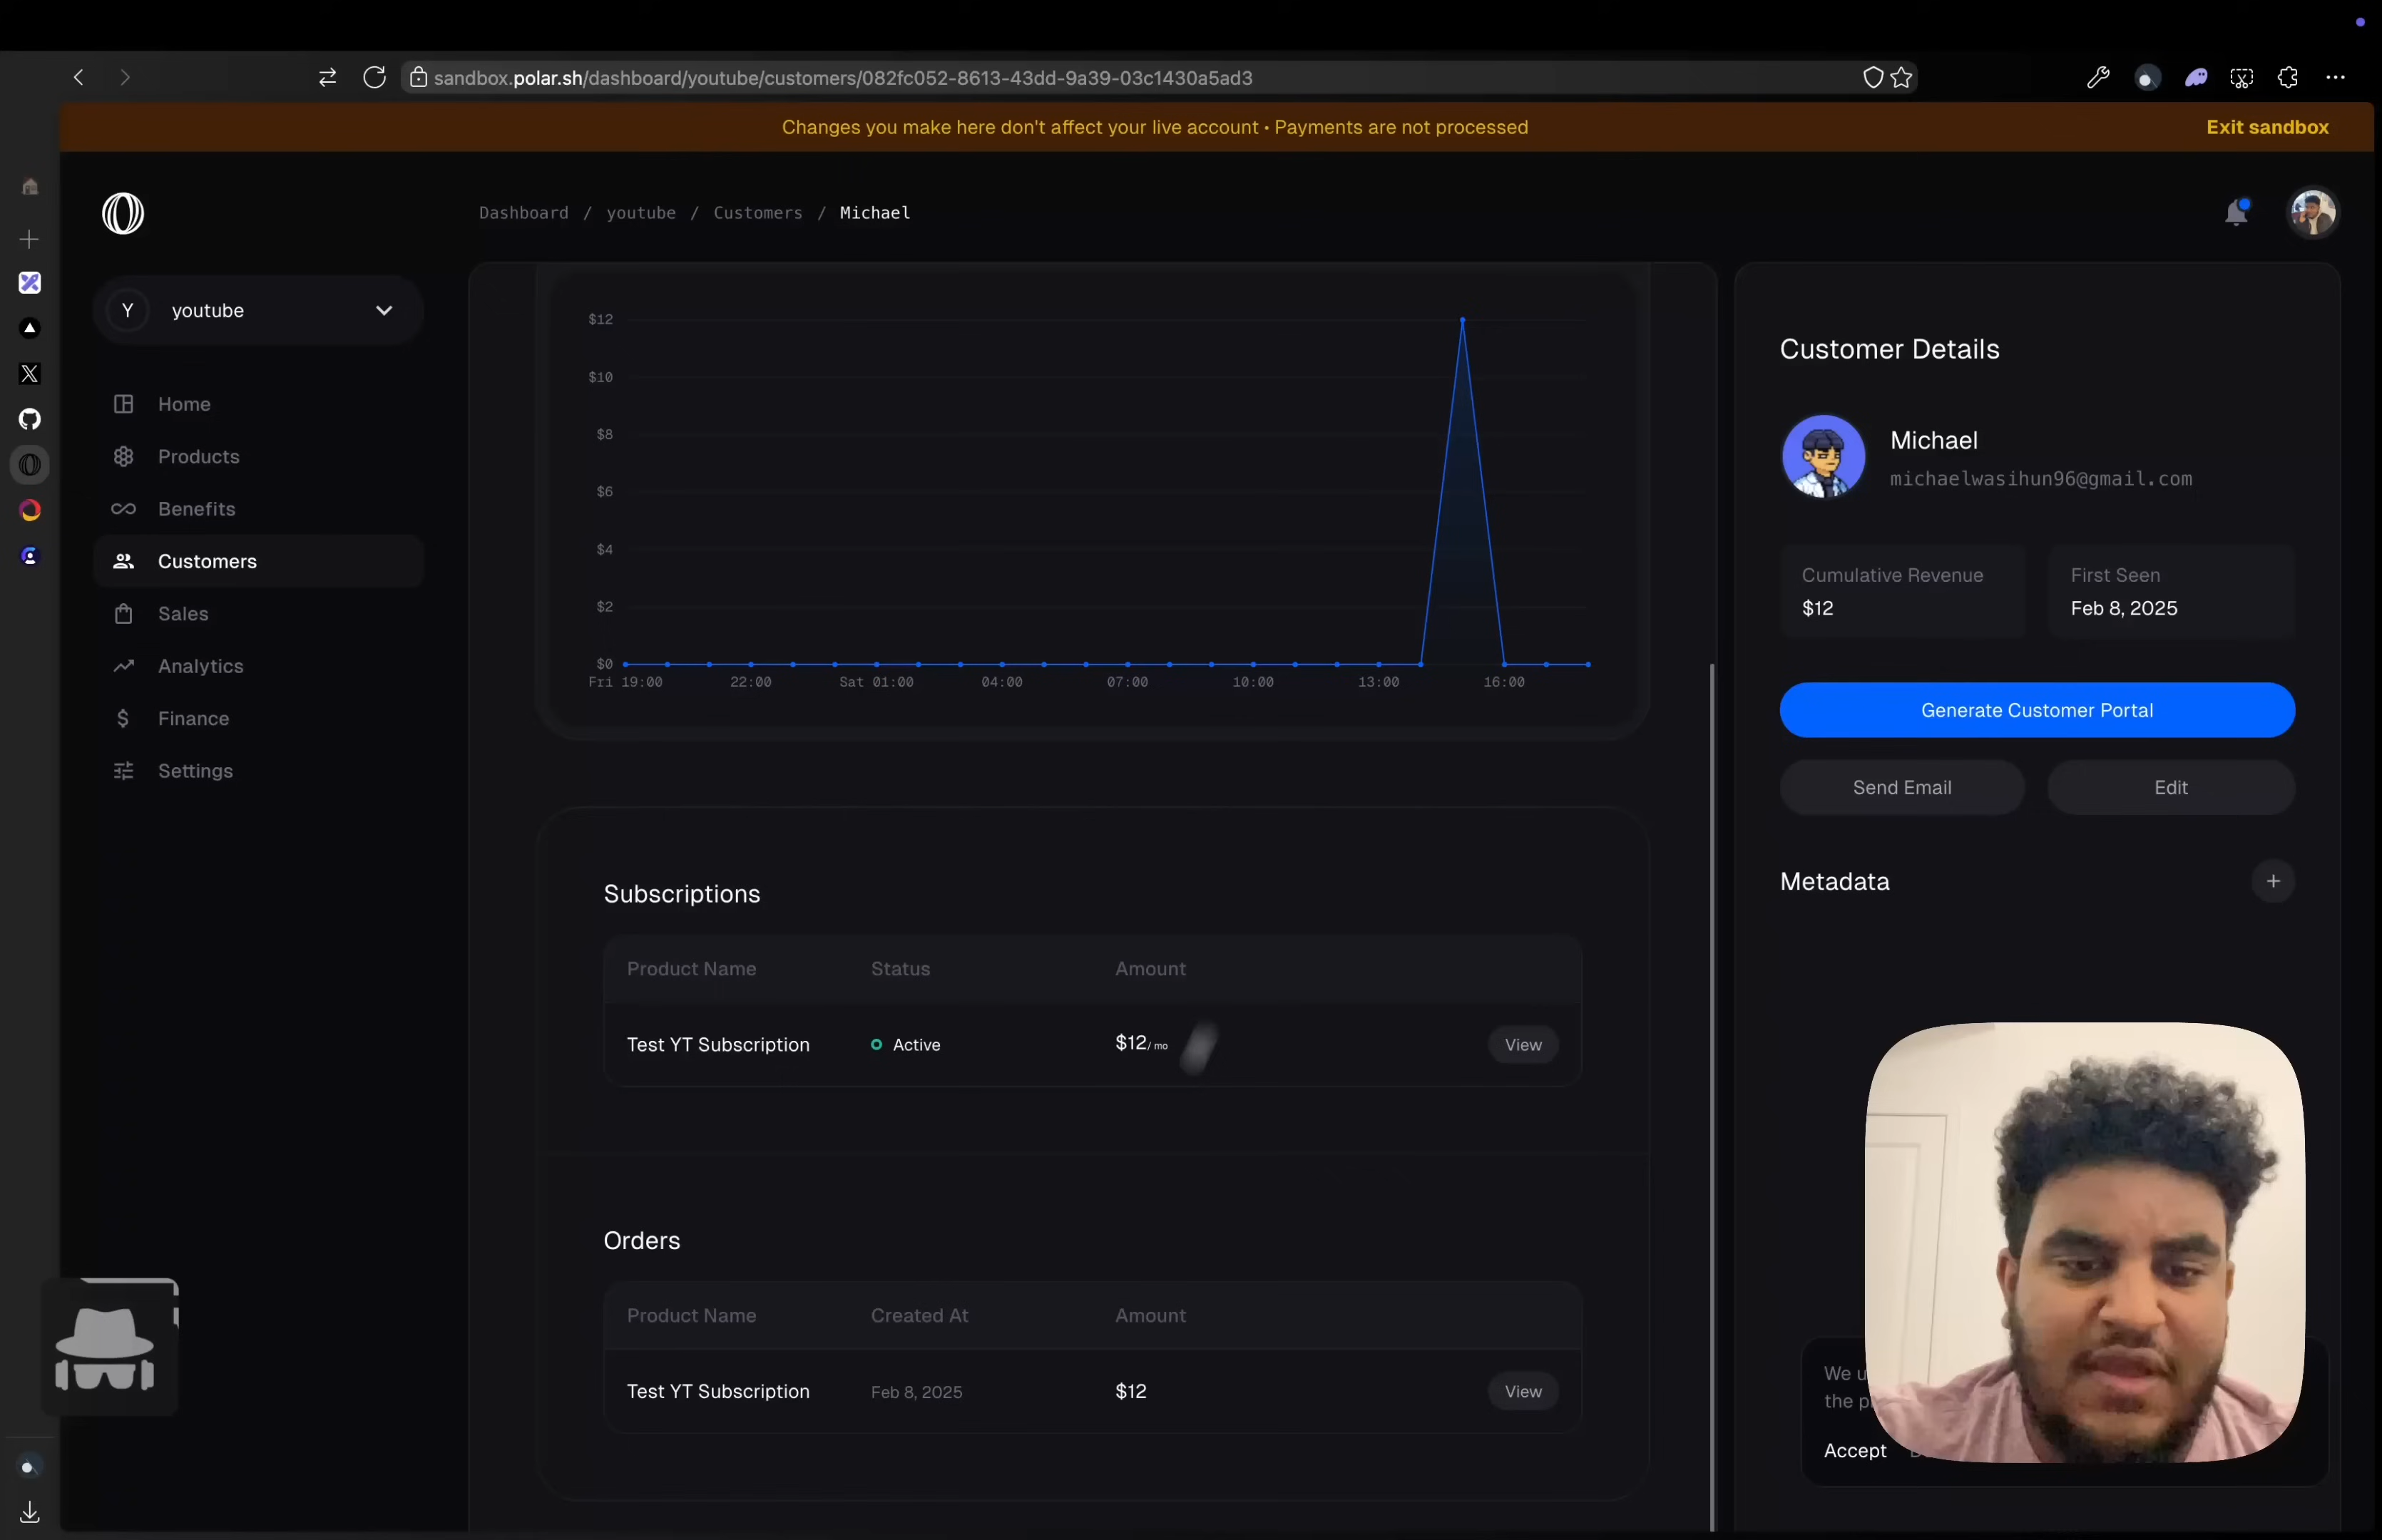 sandbox.polar.sh/dashboard/youtube/customers/082fc052-8613-43dd-9a39-03c1430a5ad3
Changes you make here don't affect your live account • Payments are not processed
Exit sandbox
Dashboard / youtube / Customers / Michael
Y youtube
Home
Products
Benefits
Customers
Sales
Analytics
Finance
Settings
$12
$10
$8
$6
$4
$2
$0
Fri 19:00 22:00 Sat 01:00 04:00 07:00 10:00 13:00 16:00
Subscriptions
Product Name Status Amount
Test YT Subscription Active $12/ mo View
Orders
Product Name Created At Amount
Test YT Subscription Feb 8, 2025 $12 View
Customer Details
Michael
michaelwasihun96@gmail.com
Cumulative Revenue
$12
First Seen
Feb 8, 2025
Generate Customer Portal
Send Email Edit
Metadata
We
the
Accept